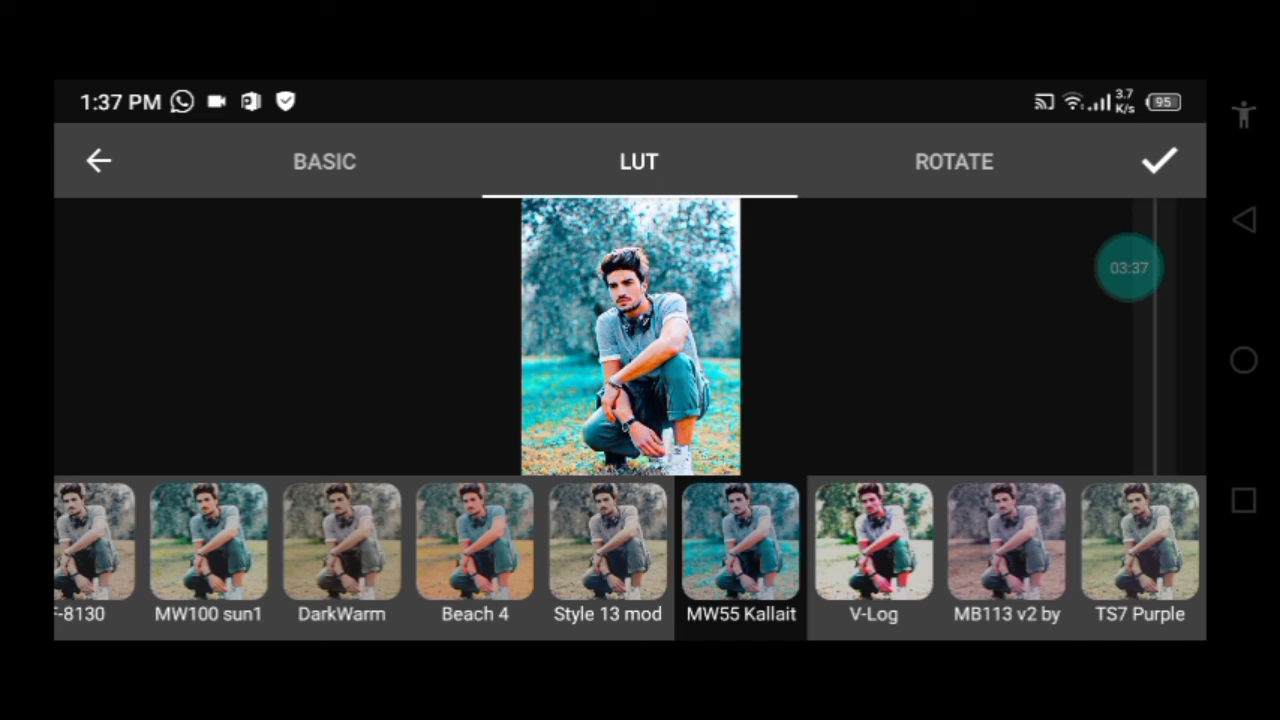 1:37 PM
3.7
K/s
95
BASIC
LUT
ROTATE
03:37
F-8130
MW100 sun1
DarkWarm
Beach 4
Style 13 mod
MW55 Kallait
V-Log
MB113 v2 by
TS7 Purple